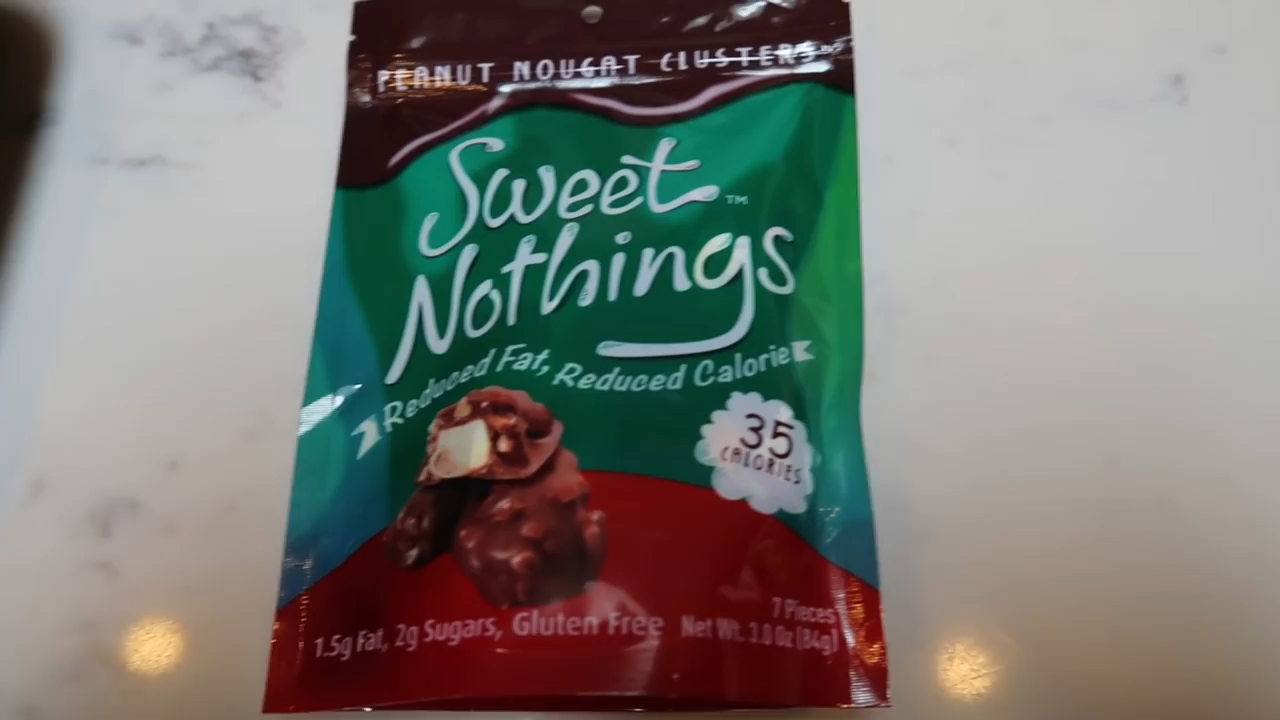 PEANUT NOUGAT CLUSTERS
Sweet
Nothings™
Reduced Fat, Reduced Calorie
35
CALORIES
7 Pieces
1.5g Fat, 2g Sugars, Gluten Free Net Wt. 3.0 Oz (84g)